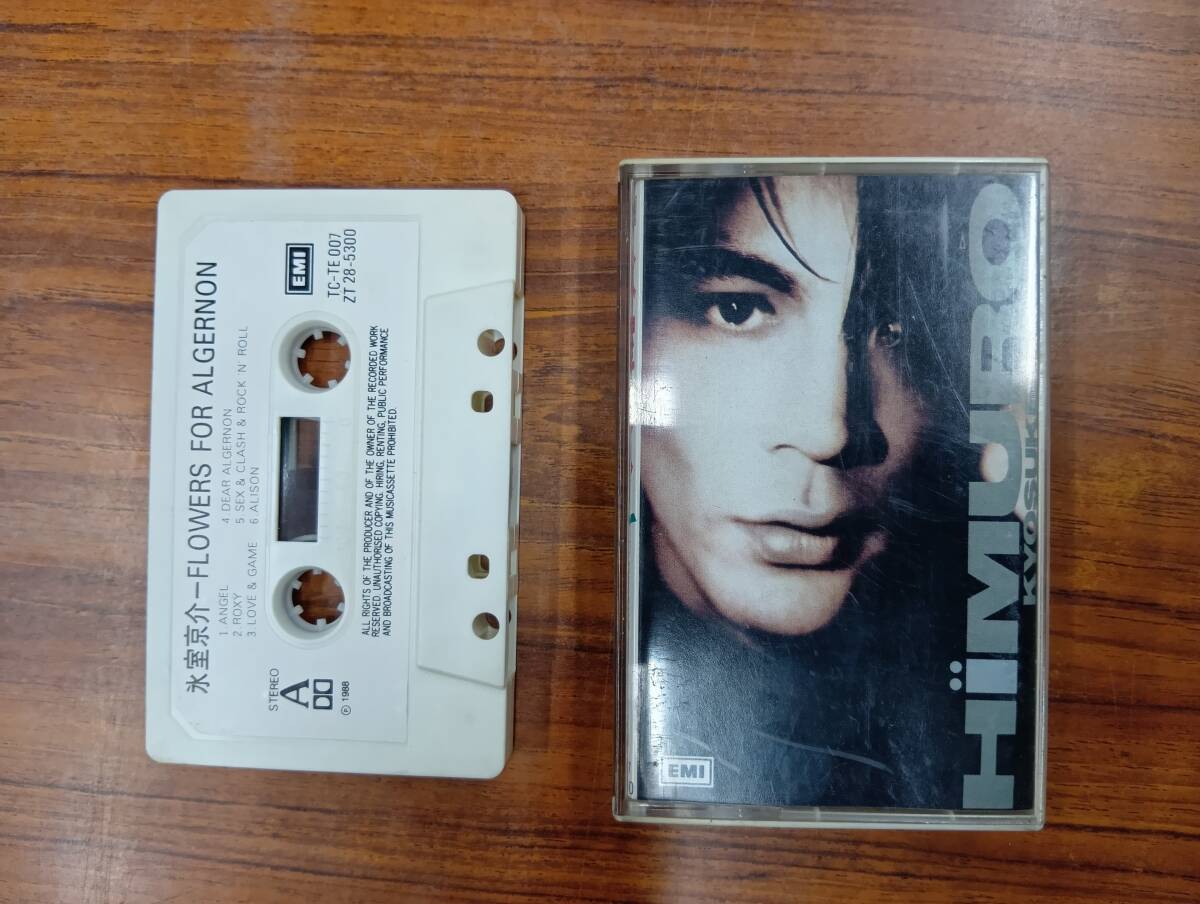 氷室京介－FLOWERS FOR ALGERNON
1 ANGEL
2 ROXY
3 LOVE & GAME
4 DEAR ALGERNON
5 SEX & CLASH & ROCK 'N' ROLL
6 ALISON
STEREO
A
Ⓟ 1988
EMI
TC-TE 007
ZT 28-5300
ALL RIGHTS OF THE PRODUCER AND OF THE OWNER OF THE RECORDED WORK
RESERVED. UNAUTHORISED COPYING, HIRING, RENTING, PUBLIC PERFORMANCE
AND BROADCASTING OF THIS MUSICASSETTE PROHIBITED.
HÏMURO
KYOSUKE
EMI